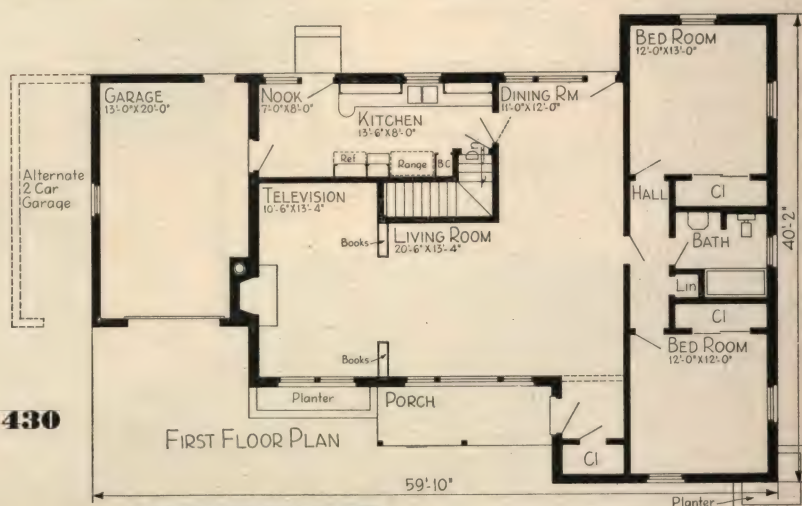 BED ROOM
12'-0"X13'-0"
GARAGE
13'-0"X20'-0"
NOOK
7'-0"X8'-0"
KITCHEN
13'-6"X8'-0"
DINING RM
11'-0"X12'-0"
Alternate
2 Car
Garage
Ref
Range
B.C
Dn
TELEVISION
10'-6"X13'-4"
HALL
Cl
Books
LIVING ROOM
20'-6"X13'-4"
BATH
40'-2"
Lin
Cl
BED ROOM
12'-0"X12'-0"
Books
Planter
PORCH
430
FIRST FLOOR PLAN
Cl
59'-10"
Planter